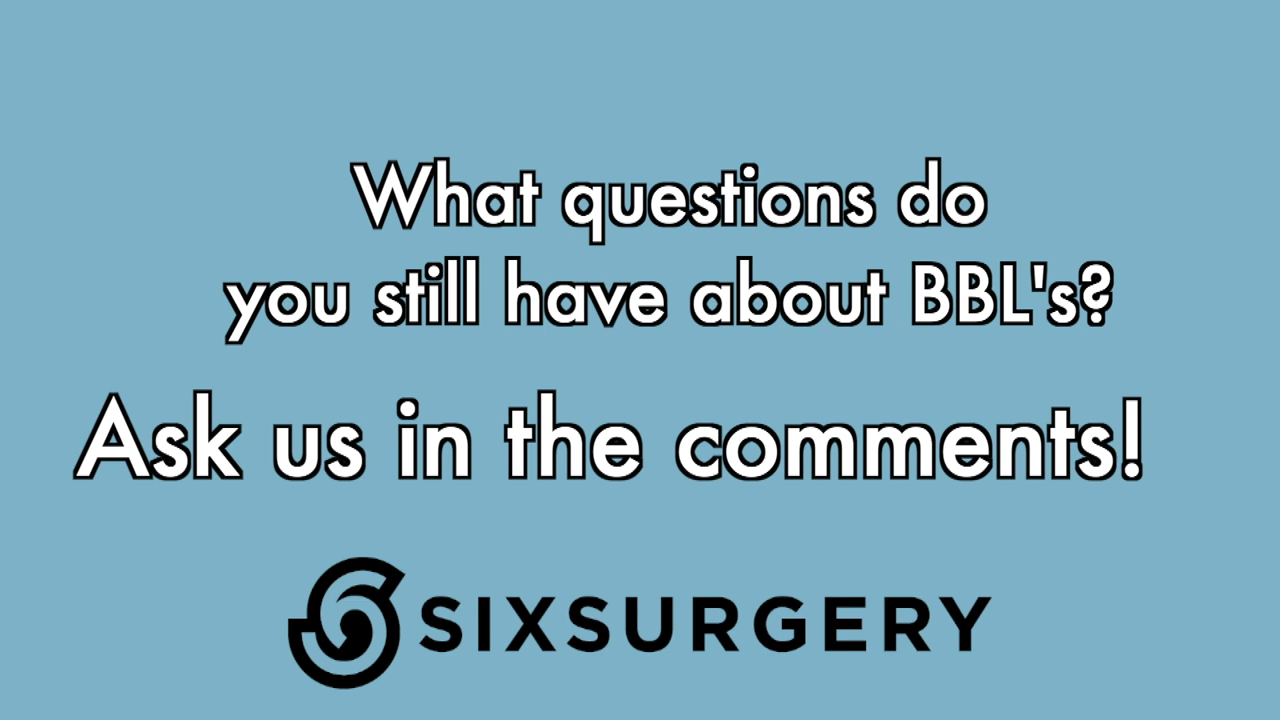 What questions do
you still have about BBL's?
Ask us in the comments!
SIXSURGERY